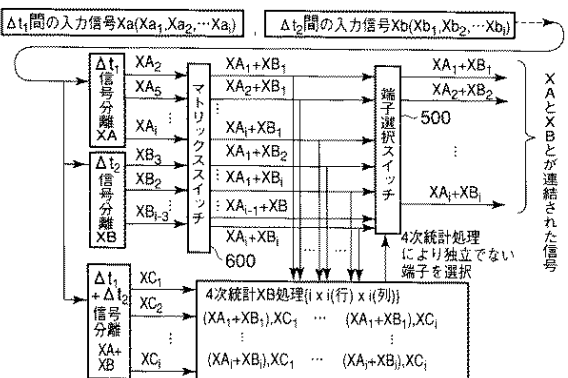 Δt₁間の入力信号Xa(Xa₁,Xa₂,…Xaᵢ) , Δt₂間の入力信号Xb(Xb₁,Xb₂,…Xbᵢ)
Δt₁
信号分離
XA
XA₂
XA₅
⋮
XAᵢ
Δt₂
信号分離
XB
XB₃
XB₂
⋮
XBᵢ₋₃
マトリックススイッチ
600
XA₁+XB₁
XA₂+XB₁
⋮
XAᵢ+XB₁
XA₁+XB₂
XA₁+XBᵢ
⋮
XAᵢ₋₁+XB
XAᵢ+XBᵢ
… …
端子選択スイッチ
500
XA₁+XB₁
XA₂+XB₂
⋮
XAᵢ+XBᵢ
XAとXBとが連結された信号
4次統計処理
により独立でない
端子を選択
Δt₁
+Δt₂
信号
分離
XA+
XB
XC₁
XC₂
⋮
XCᵢ
4次統計XB処理{i x i(行) x i(列)}
(XA₁+XB₁),XC₁ … (XA₁+XB₁),XCᵢ
⋮ ⋮
(XAᵢ+XBᵢ),XC₁ … (XAᵢ+XBᵢ),XCᵢ